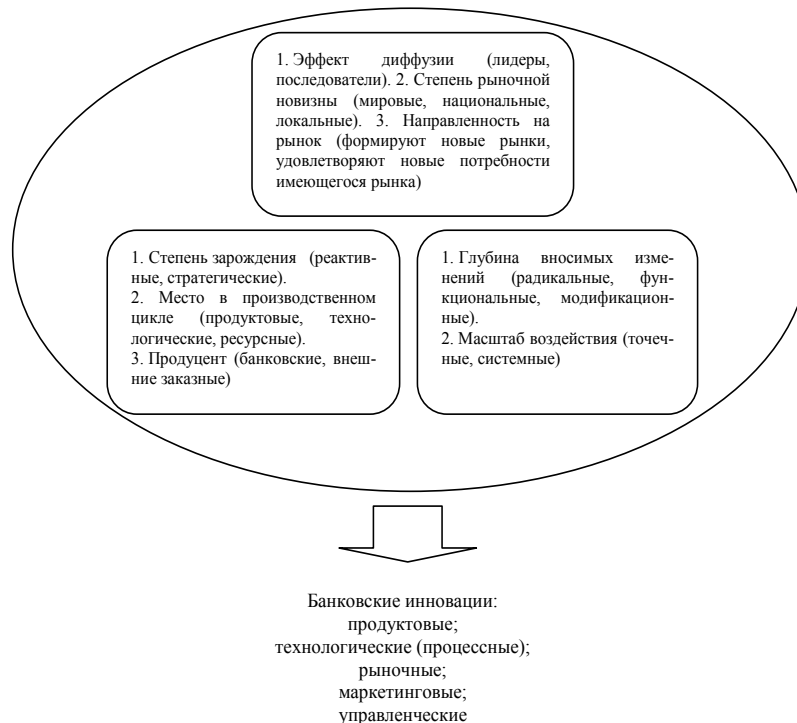 1. Эффект диффузии (лидеры,
последователи). 2. Степень рыночной
новизны (мировые, национальные,
локальные). 3. Направленность на
рынок (формируют новые рынки,
удовлетворяют новые потребности
имеющегося рынка)
1. Степень зарождения (реактив-
ные, стратегические).
2. Место в производственном
цикле (продуктовые, техно-
логические, ресурсные).
3. Продуцент (банковские, внеш-
ние заказные)
1. Глубина вносимых изме-
нений (радикальные, фун-
кциональные, модификацион-
ные).
2. Масштаб воздействия (точеч-
ные, системные)
Банковские инновации:
продуктовые;
технологические (процессные);
рыночные;
маркетинговые;
управленческие